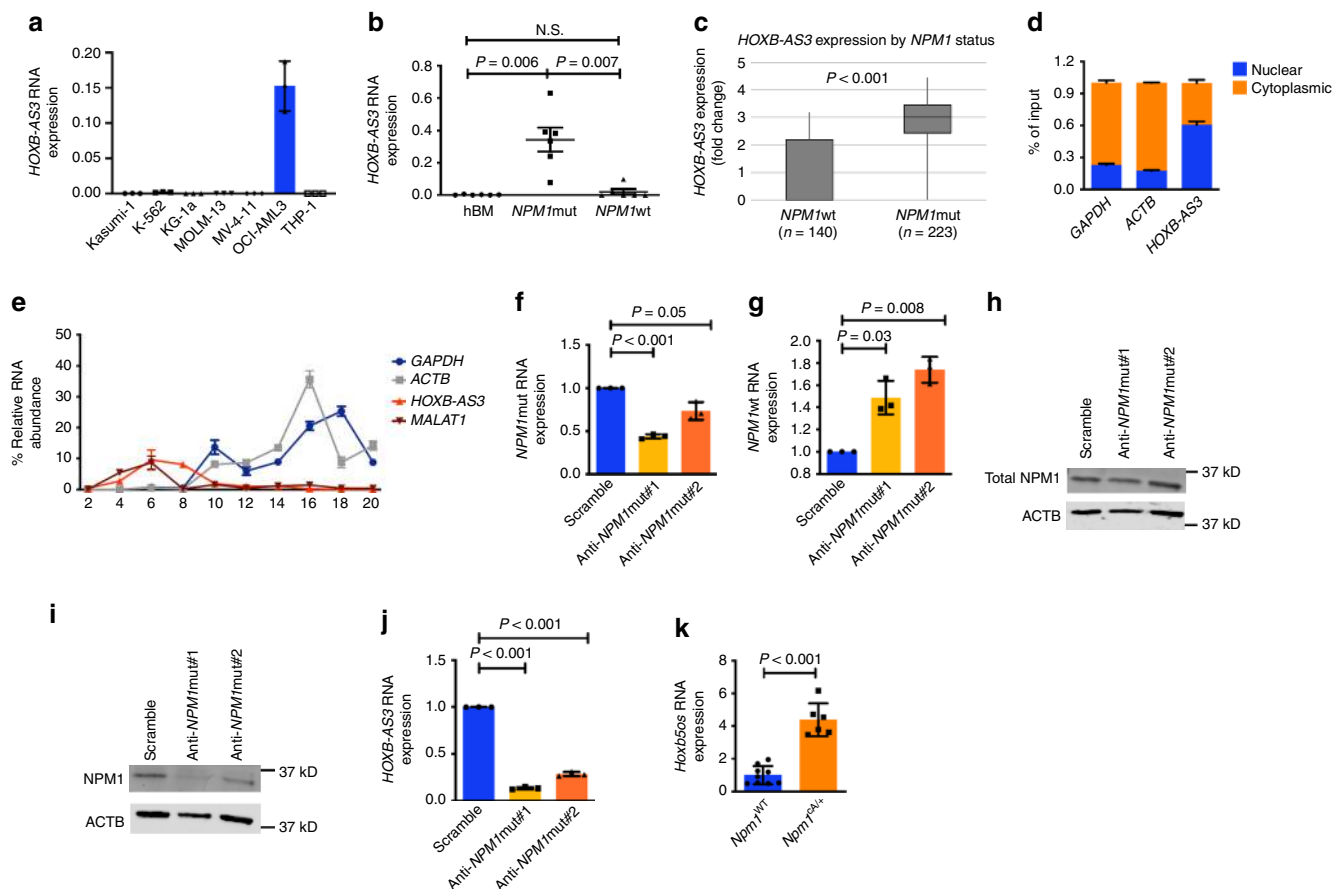 a
HOXB-AS3 RNA
expression
0.20
0.15
0.10
0.05
0.00
Kasumi-1
K-562
KG-1a
MOLM-13
MV-4-11
OCI-AML3
THP-1
b
N.S.
P = 0.006
P = 0.007
HOXB-AS3 RNA
expression
0.8
0.6
0.4
0.2
0.0
hBM
NPM1mut
NPM1wt
c
HOXB-AS3 expression by NPM1 status
P < 0.001
HOXB-AS3 expression
(fold change)
5
4
3
2
1
0
NPM1wt
(n = 140)
NPM1mut
(n = 223)
d
Nuclear
Cytoplasmic
% of input
1.2
0.9
0.6
0.3
0.0
GAPDH
ACTB
HOXB-AS3
e
% Relative RNA
abundance
50
40
30
20
10
0
2 4 6 8 10 12 14 16 18 20
GAPDH
ACTB
HOXB-AS3
MALAT1
f
P = 0.05
P < 0.001
NPM1mut RNA
expression
1.5
1.0
0.5
0.0
Scramble
Anti-NPM1mut#1
Anti-NPM1mut#2
g
P = 0.008
P = 0.03
NPM1wt RNA
expression
2.0
1.8
1.6
1.4
1.2
1.0
0.8
Scramble
Anti-NPM1mut#1
Anti-NPM1mut#2
h
Scramble
Anti-NPM1mut#1
Anti-NPM1mut#2
Total NPM1
37 kD
ACTB
37 kD
i
Scramble
Anti-NPM1mut#1
Anti-NPM1mut#2
NPM1
37 kD
ACTB
37 kD
j
P < 0.001
P < 0.001
HOXB-AS3 RNA
expression
1.5
1.0
0.5
0.0
Scramble
Anti-NPM1mut#1
Anti-NPM1mut#2
k
P < 0.001
Hoxb5os RNA
expression
8
6
4
2
0
Npm1WT
Npm1cA/+